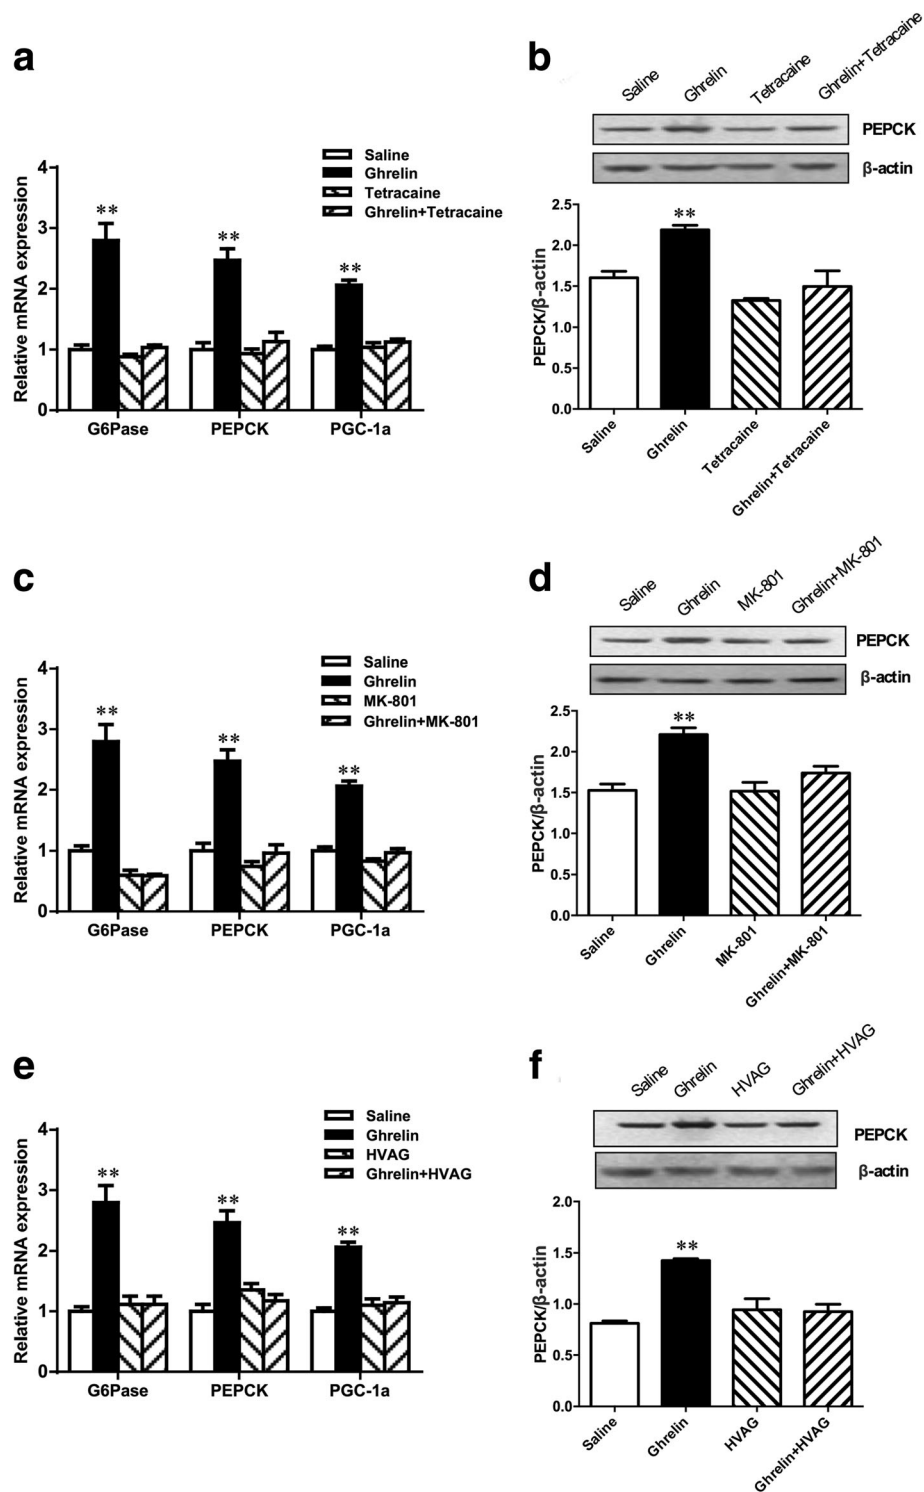 a
Saline
Ghrelin
Tetracaine
Ghrelin+Tetracaine
Relative mRNA expression
4
3
2
1
0
**
**
**
G6Pase
PEPCK
PGC-1a
b
Saline
Ghrelin
Tetracaine
Ghrelin+Tetracaine
PEPCK
β-actin
PEPCK/β-actin
2.5
2.0
1.5
1.0
0.5
0.0
**
Saline
Ghrelin
Tetracaine
Ghrelin+Tetracaine
c
Saline
Ghrelin
MK-801
Ghrelin+MK-801
Relative mRNA expression
4
3
2
1
0
**
**
**
G6Pase
PEPCK
PGC-1a
d
Saline
Ghrelin
MK-801
Ghrelin+MK-801
PEPCK
β-actin
PEPCK/β-actin
2.5
2.0
1.5
1.0
0.5
0.0
**
Saline
Ghrelin
MK-801
Ghrelin+MK-801
e
Saline
Ghrelin
HVAG
Ghrelin+HVAG
Relative mRNA expression
4
3
2
1
0
**
**
**
G6Pase
PEPCK
PGC-1a
f
Saline
Ghrelin
HVAG
Ghrelin+HVAG
PEPCK
β-actin
PEPCK/β-actin
2.0
1.5
1.0
0.5
0.0
**
Saline
Ghrelin
HVAG
Ghrelin+HVAG